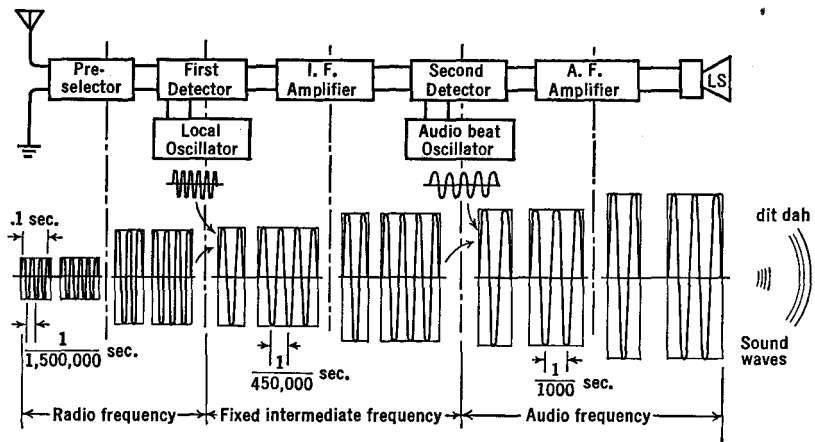 Pre-
selector
First
Detector
I. F.
Amplifier
Second
Detector
A. F.
Amplifier
LS
Local
Oscillator
Audio beat
Oscillator
.1 sec.
dit dah
1
1,500,000 sec.
1
450,000 sec.
1
1000 sec.
Sound
waves
Radio frequency
Fixed intermediate frequency
Audio frequency